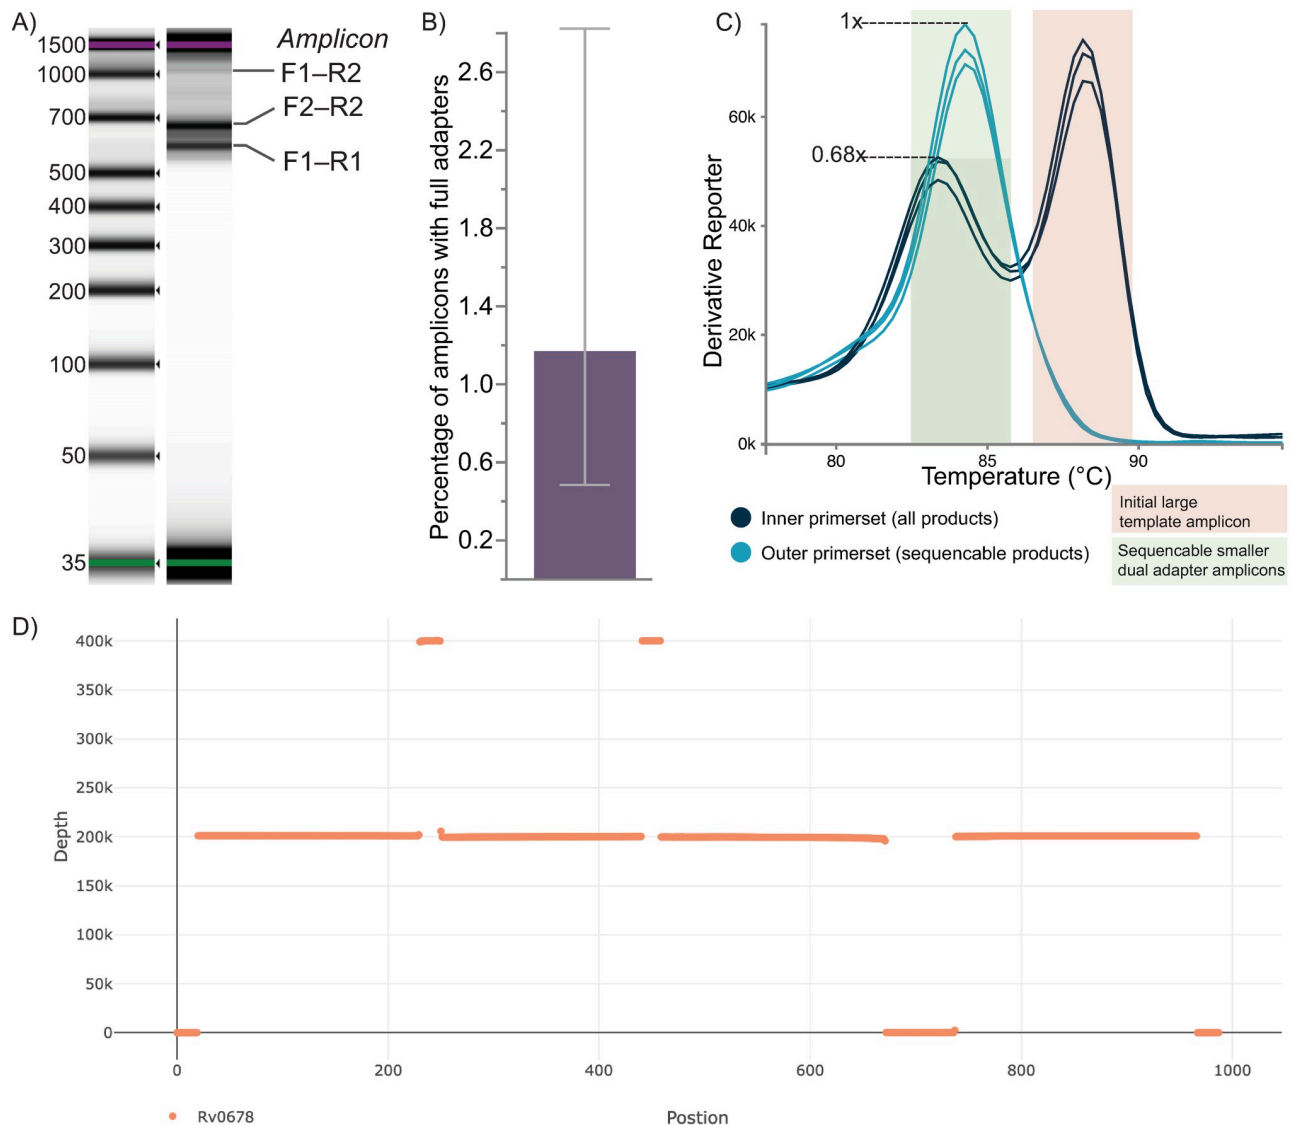 A)
1500
1000
700
500
400
300
200
100
50
35
Amplicon
F1–R2
F2–R2
F1–R1
B)
Percentage of amplicons with full adapters
2.6
2.2
1.8
1.4
1.0
0.6
0.2
C)
1x
0.68x
Derivative Reporter
60k
40k
20k
0k
80
85
90
Temperature (°C)
Inner primerset (all products)
Outer primerset (sequencable products)
Initial large
template amplicon
Sequencable smaller
dual adapter amplicons
D)
Depth
400k
350k
300k
250k
200k
150k
100k
50k
0
0
200
400
600
800
1000
Rv0678
Postion